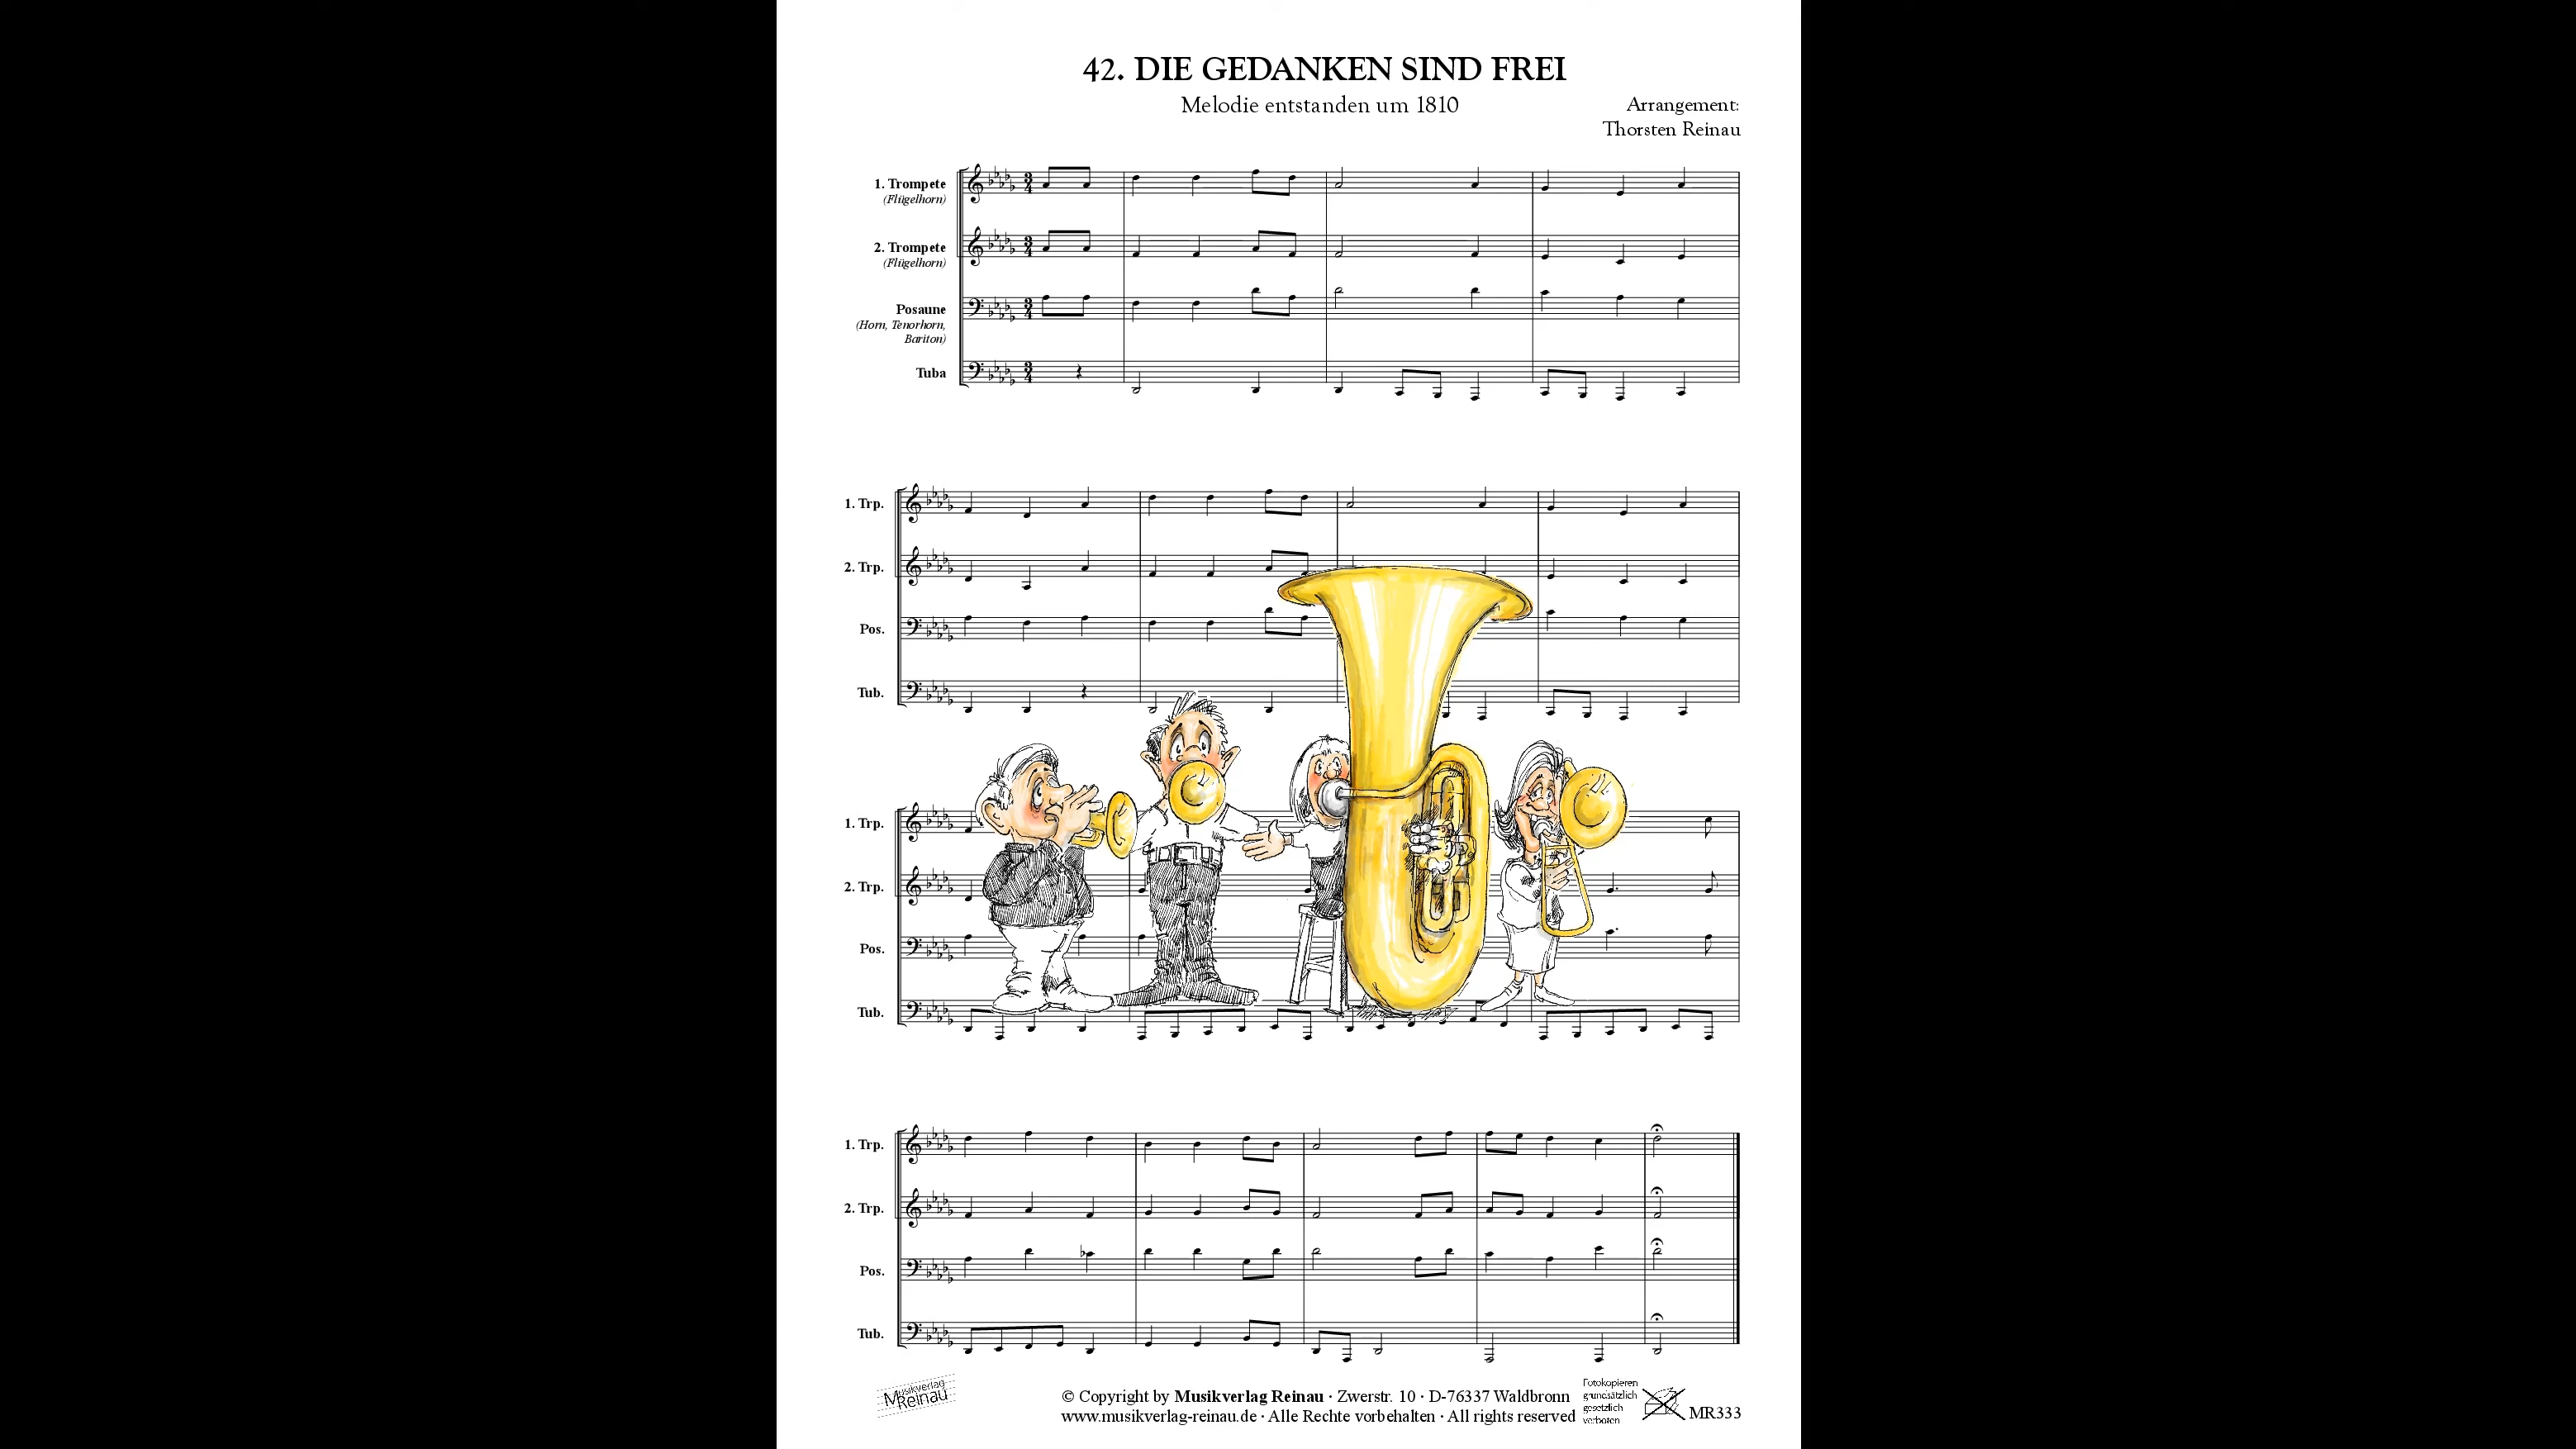 42. DIE GEDANKEN SIND FREI
Melodie entstanden um 1810
Arrangement:
Thorsten Reinau
1. Trompete
(Flügelhorn)
2. Trompete
(Flügelhorn)
Posaune
(Horn, Tenorhorn,
Bariton)
Tuba
1. Trp.
2. Trp.
Pos.
Tub.
1. Trp.
2. Trp.
Pos.
Tub.
1. Trp.
2. Trp.
Pos.
Tub.
Musikverlag
Reinau
© Copyright by Musikverlag Reinau · Zwerstr. 10 · D-76337 Waldbronn
www.musikverlag-reinau.de · Alle Rechte vorbehalten · All rights reserved
Fotokopieren
grundsätzlich
gesetzlich
verboten
MR333